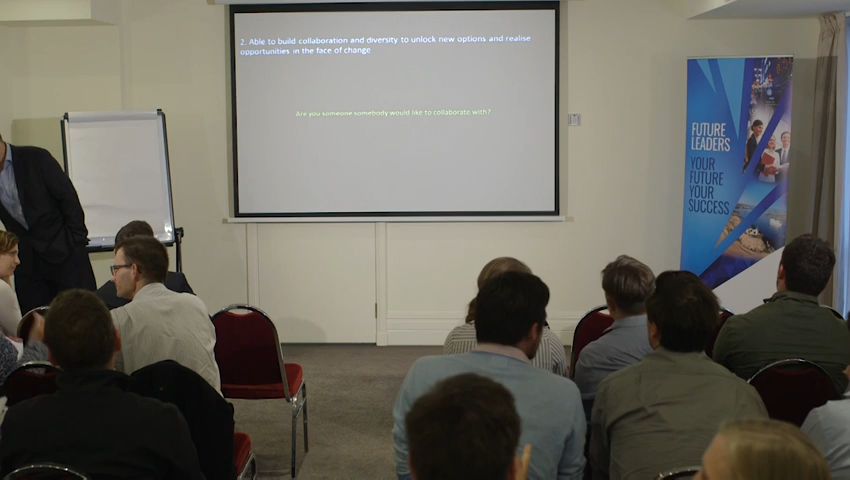 2. Able to build collaboration and diversity to unlock new options and realise
opportunities in the face of change
Are you someone somebody would like to collaborate with?
FUTURE
LEADERS
YOUR
FUTURE
YOUR
SUCCESS